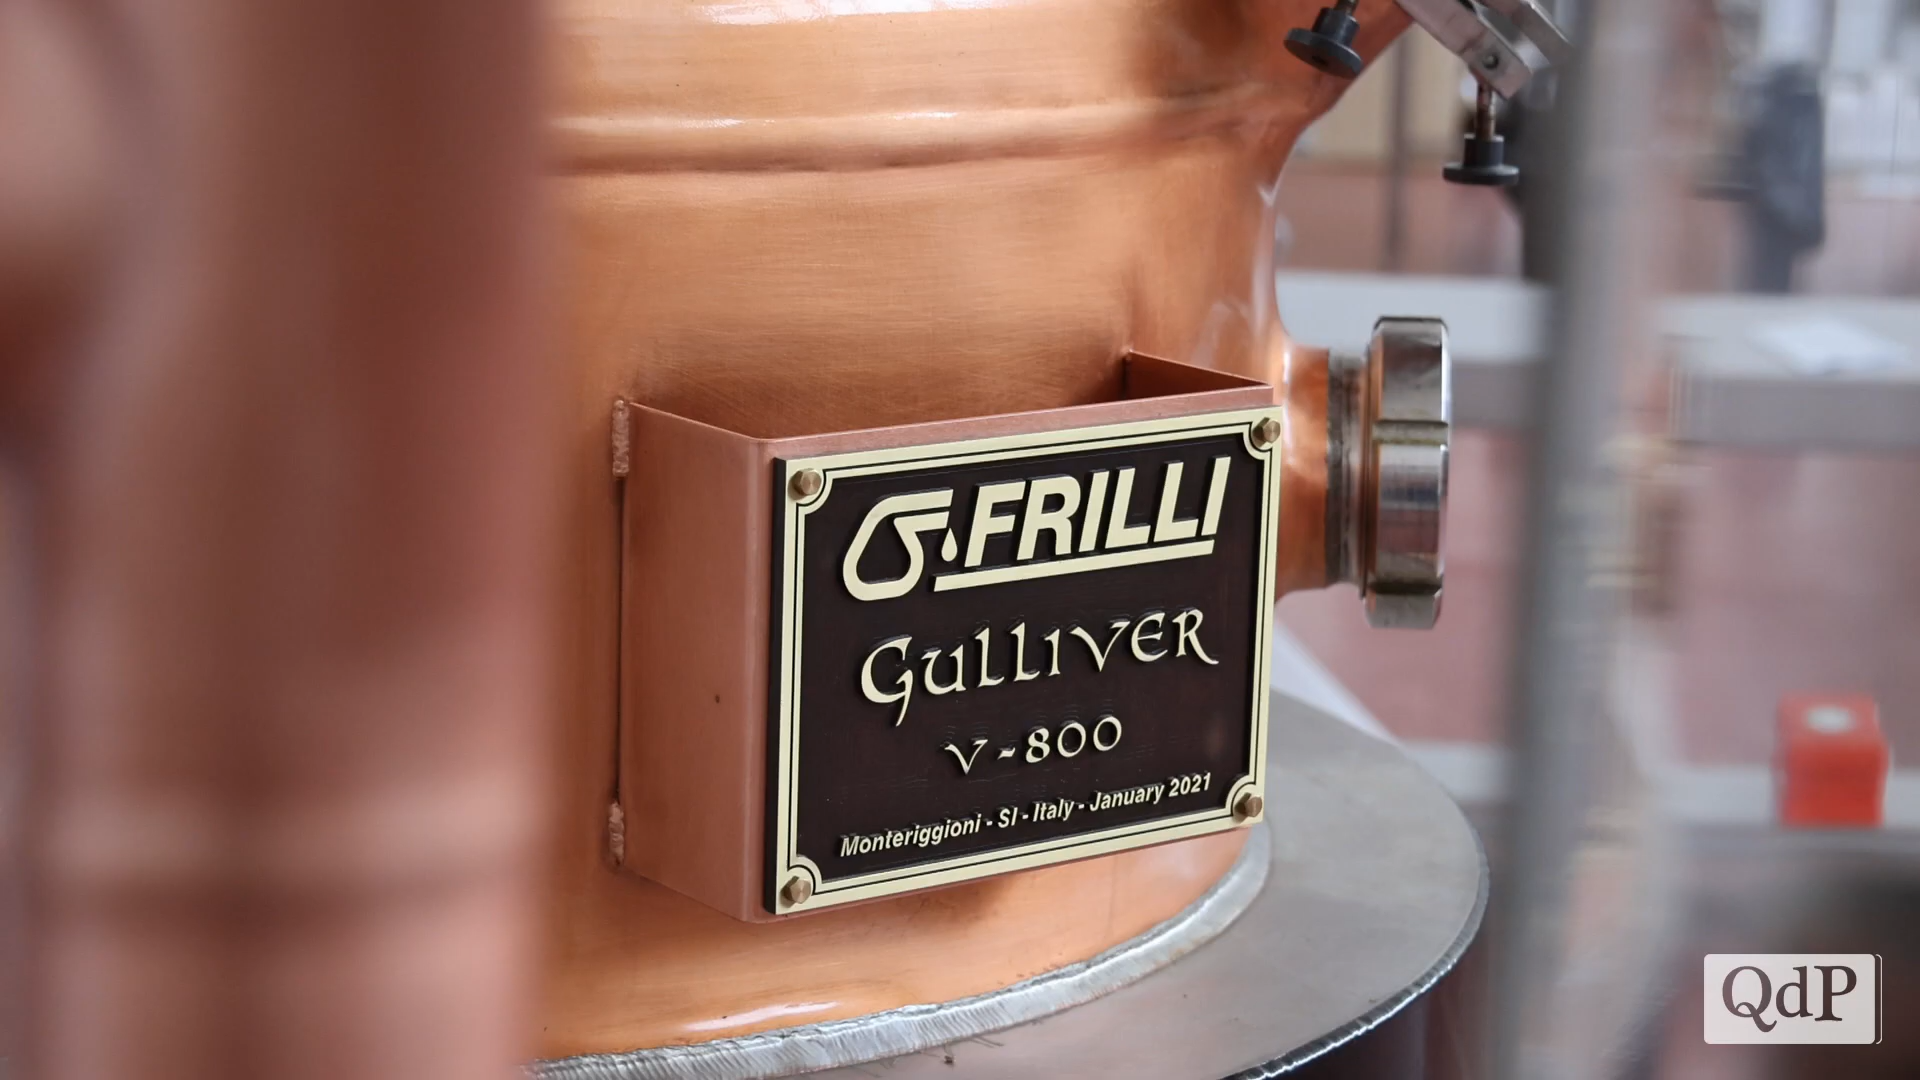 FRILLI
Gulliver
V-800
Monteriggioni - SI - Italy - January 2021
QdP